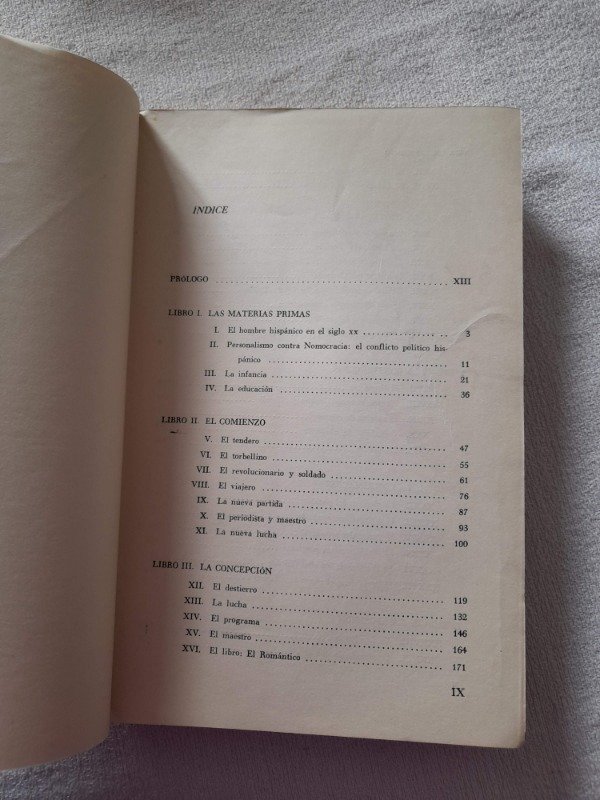 INDICE
PRÓLOGO XIII
LIBRO I. LAS MATERIAS PRIMAS
I. El hombre hispánico en el siglo XX 3
II. Personalismo contra Nomocracia: el conflicto político his-
pánico 11
III. La infancia 21
IV. La educación 36
LIBRO II. EL COMIENZO
V. El tendero 47
VI. El torbellino 55
VII. El revolucionario y soldado 61
VIII. El viajero 76
IX. La nueva partida 87
X. El periodista y maestro 93
XI. La nueva lucha 100
LIBRO III. LA CONCEPCIÓN
XII. El destierro 119
XIII. La lucha 132
XIV. El programa 146
XV. El maestro 164
XVI. El libro: El Romántico 171
IX